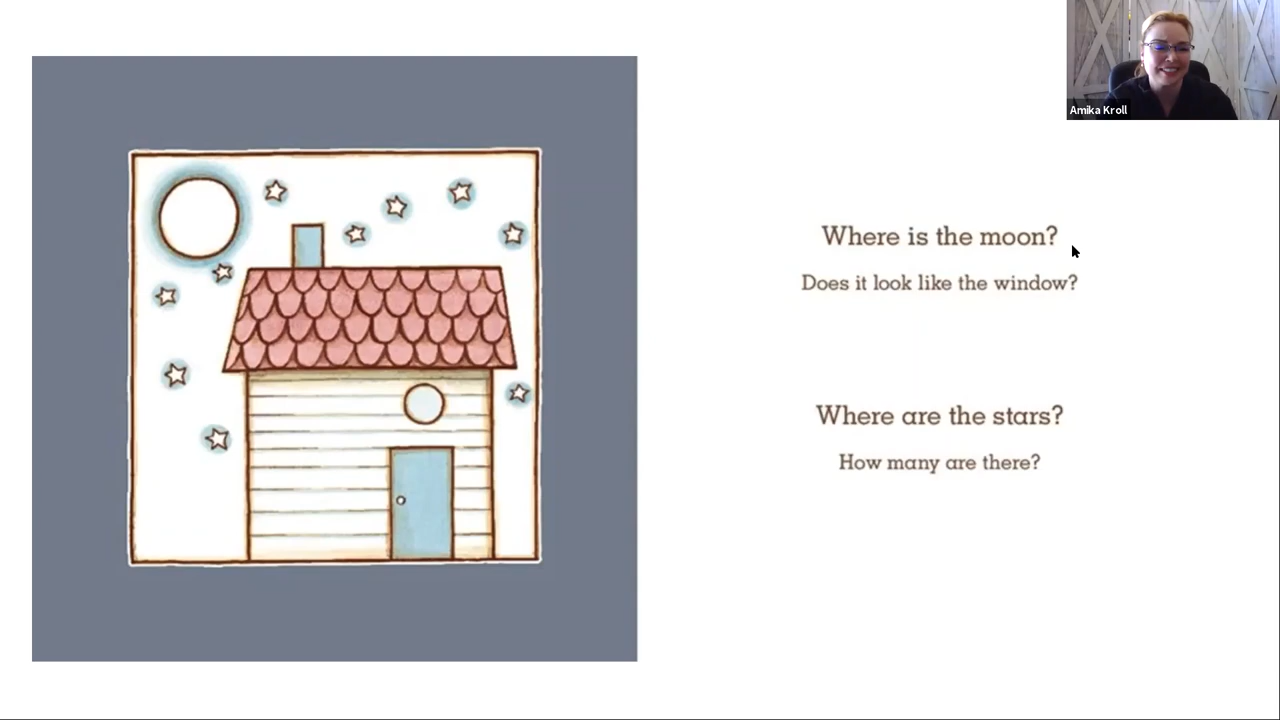 Amika Kroll
Where is the moon?
Does it look like the window?
Where are the stars?
How many are there?